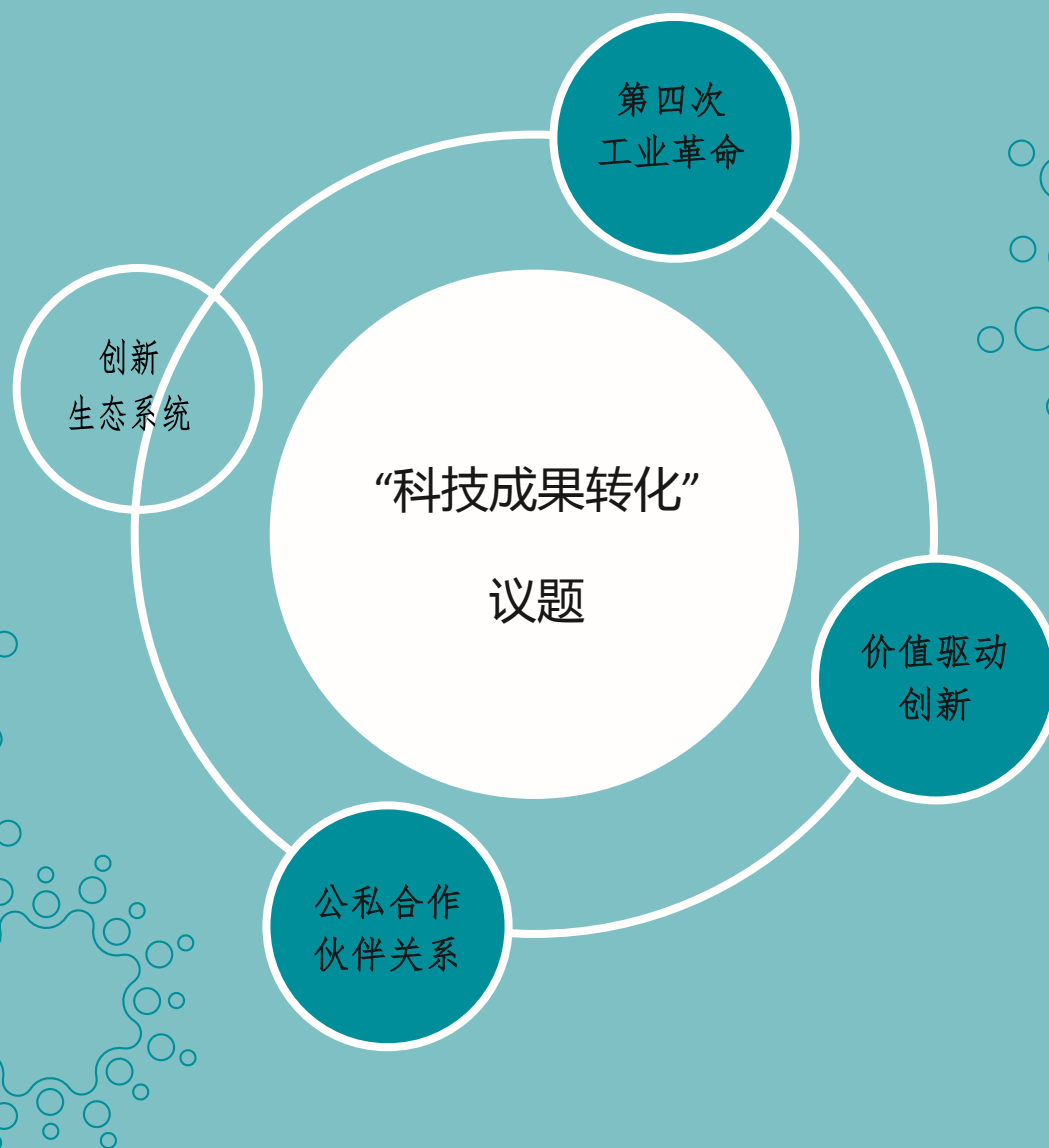 第四次
工业革命
创新
生态系统
“科技成果转化”
议题
价值驱动
创新
公私合作
伙伴关系